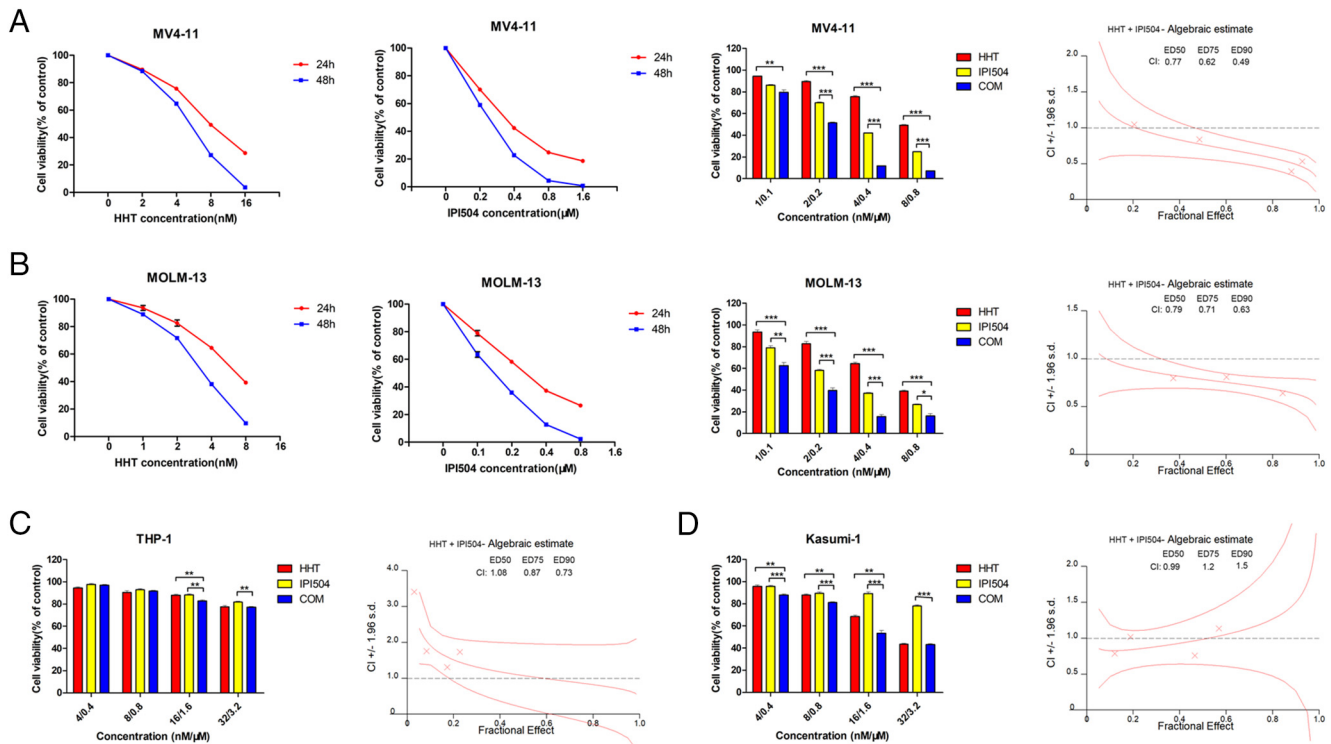 A
MV4-11
Cell viability(% of control)
100
80
60
40
20
0
0 2 4 8 16
HHT concentration(nM)
24h
48h
MV4-11
Cell viability(% of control)
100
80
60
40
20.0
0
0 0.2 0.4 0.8 1.6
IPI504 concentration(μM)
24h
48h
MV4-11
Cell viability(% of control)
120
100
80
60
40
20
0
** *** *** *** *** *** ***
1/0.1 2/0.2 4/0.4 8/0.8
Concentration (nM/μM)
HHT
IPI504
COM
HHT + IPI504- Algebraic estimate
ED50 ED75 ED90
CI: 0.77 0.62 0.49
CI +/- 1.96 s.d.
2.0
1.5
1.0
0.5
0
0.2 0.4 0.6 0.8 1.0
Fractional Effect
B
MOLM-13
Cell viability(% of control)
100
80
60
40
20
0
0 1 2 4 8 16
HHT concentration(nM)
24h
48h
MOLM-13
Cell viability(% of control)
100
80
60
40
20
0
0 0.1 0.2 0.4 0.8 1.6
IPI504 concentration(μM)
24h
48h
MOLM-13
Cell viability(% of control)
120
100
80
60
40
20
0
*** ** *** *** *** *** *** *
1/0.1 2/0.2 4/0.4 8/0.8
Concentration (nM/μM)
HHT
IPI504
COM
HHT + IPI504- Algebraic estimate
ED50 ED75 ED90
CI: 0.79 0.71 0.63
CI +/- 1.96 s.d.
1.5
1.0
0.5
0
0.2 0.4 0.6 0.8 1.0
Fractional Effect
C
THP-1
Cell viability(% of control)
120
100
80
60
40
20
0
** ** **
4/0.4 8/0.8 16/1.6 32/3.2
Concentration (nM/μM)
HHT
IPI504
COM
HHT + IPI504- Algebraic estimate
ED50 ED75 ED90
CI: 1.08 0.87 0.73
CI +/- 1.96 s.d.
4.0
3.0
2.0
1.0
0
0.2 0.4 0.6 0.8 1.0
Fractional Effect
D
Kasumi-1
Cell viability(% of control)
120
100
80
60
40
20
0
** *** ** *** ** *** ***
4/0.4 8/0.8 16/1.6 32/3.2
Concentration (nM/μM)
HHT
IPI504
COM
HHT + IPI504- Algebraic estimate
ED50 ED75 ED90
CI: 0.99 1.2 1.5
CI +/- 1.96 s.d.
2.0
1.5
1.0
0.5
0
0.2 0.4 0.6 0.8 1.0
Fractional Effect